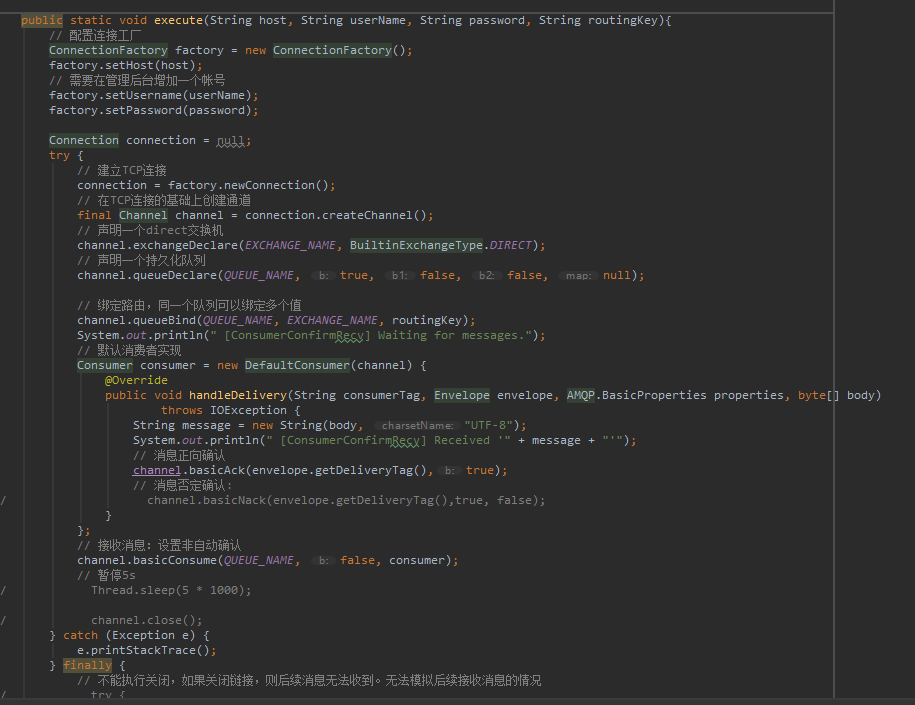 public static void execute(String host, String userName, String password, String routingKey){
// 配置连接工厂
ConnectionFactory factory = new ConnectionFactory();
factory.setHost(host);
// 需要在管理后台增加一个帐号
factory.setUsername(userName);
factory.setPassword(password);
Connection connection = null;
try {
// 建立TCP连接
connection = factory.newConnection();
// 在TCP连接的基础上创建通道
final Channel channel = connection.createChannel();
// 声明一个direct交换机
channel.exchangeDeclare(EXCHANGE_NAME, BuiltinExchangeType.DIRECT);
// 声明一个持久化队列
channel.queueDeclare(QUEUE_NAME, b: true, b1: false, b2: false, map: null);
// 绑定路由，同一个队列可以绑定多个值
channel.queueBind(QUEUE_NAME, EXCHANGE_NAME, routingKey);
System.out.println(" [ConsumerConfirmRecv] Waiting for messages.");
// 默认消费者实现
Consumer consumer = new DefaultConsumer(channel) {
@Override
public void handleDelivery(String consumerTag, Envelope envelope, AMQP.BasicProperties properties, byte[] body)
throws IOException {
String message = new String(body, charsetName: "UTF-8");
System.out.println(" [ConsumerConfirmRecv] Received '" + message + "'");
// 消息正向确认
channel.basicAck(envelope.getDeliveryTag(), b: true);
// 消息否定确认：
/ channel.basicNack(envelope.getDeliveryTag(),true, false);
}
};
// 接收消息：设置非自动确认
channel.basicConsume(QUEUE_NAME, b: false, consumer);
// 暂停5s
/ Thread.sleep(5 * 1000);
/ channel.close();
} catch (Exception e) {
e.printStackTrace();
} finally {
// 不能执行关闭，如果关闭链接，则后续消息无法收到。无法模拟后续接收消息的情况
/ try {